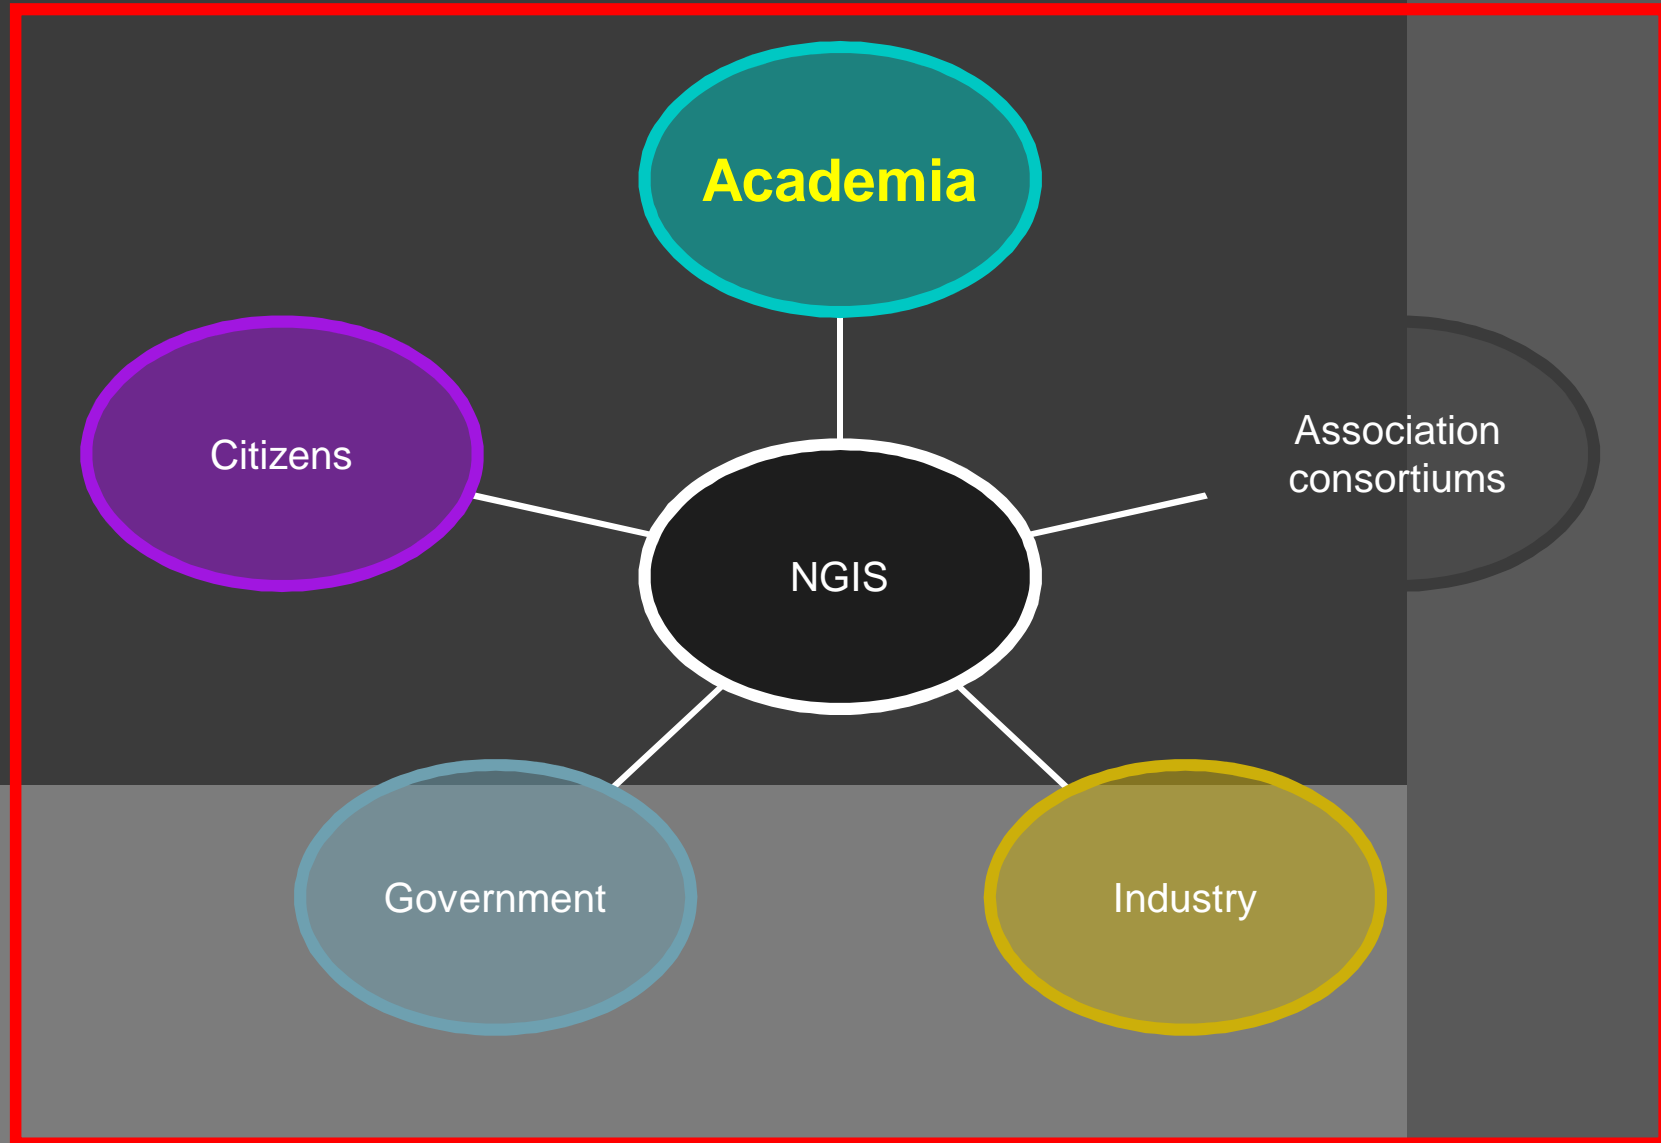 Academia
Citizens
Association
consortiums
NGIS
Government
Industry